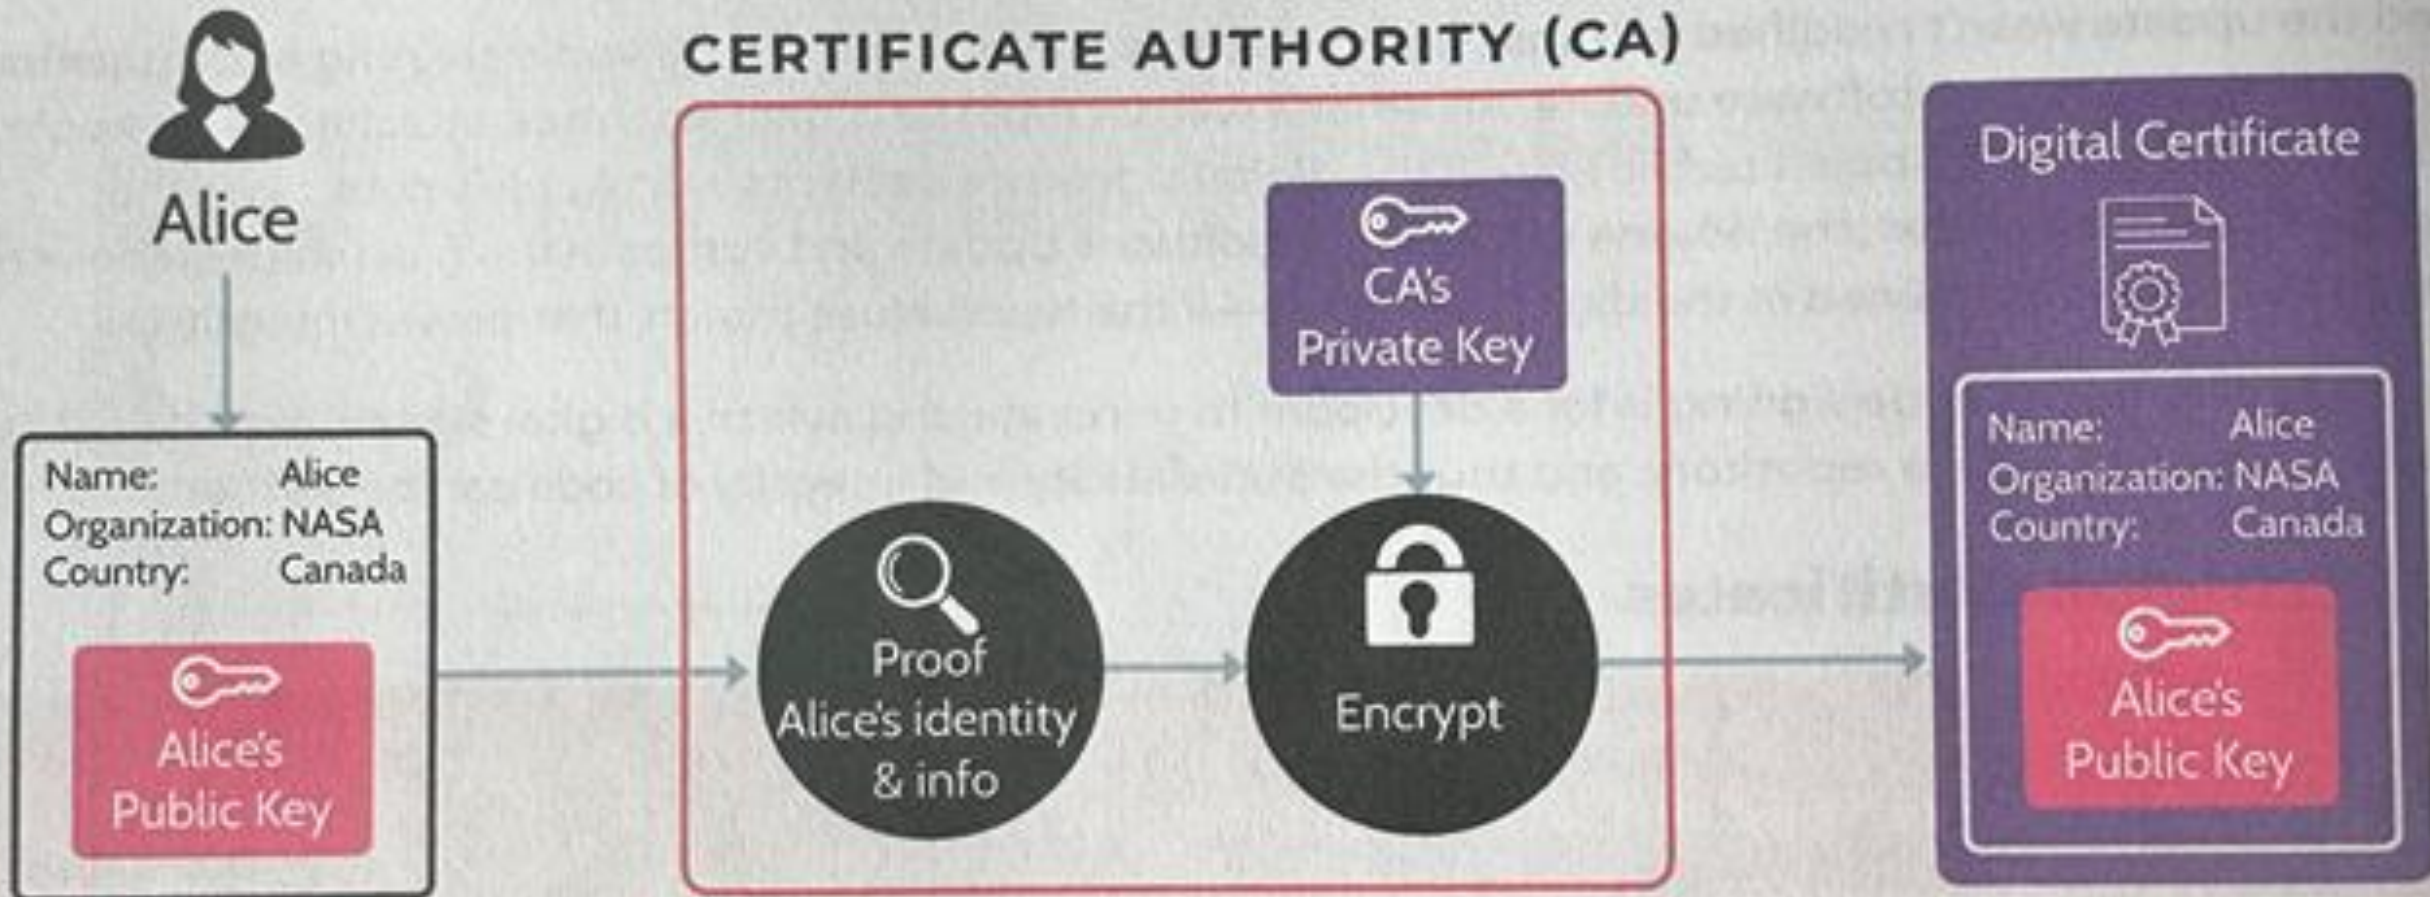 CERTIFICATE AUTHORITY (CA)
Alice
Name: Alice
Organization: NASA
Country: Canada
Alice's
Public Key
Proof
Alice's identity
& info
CA's
Private Key
Encrypt
Digital Certificate
Name: Alice
Organization: NASA
Country: Canada
Alice's
Public Key